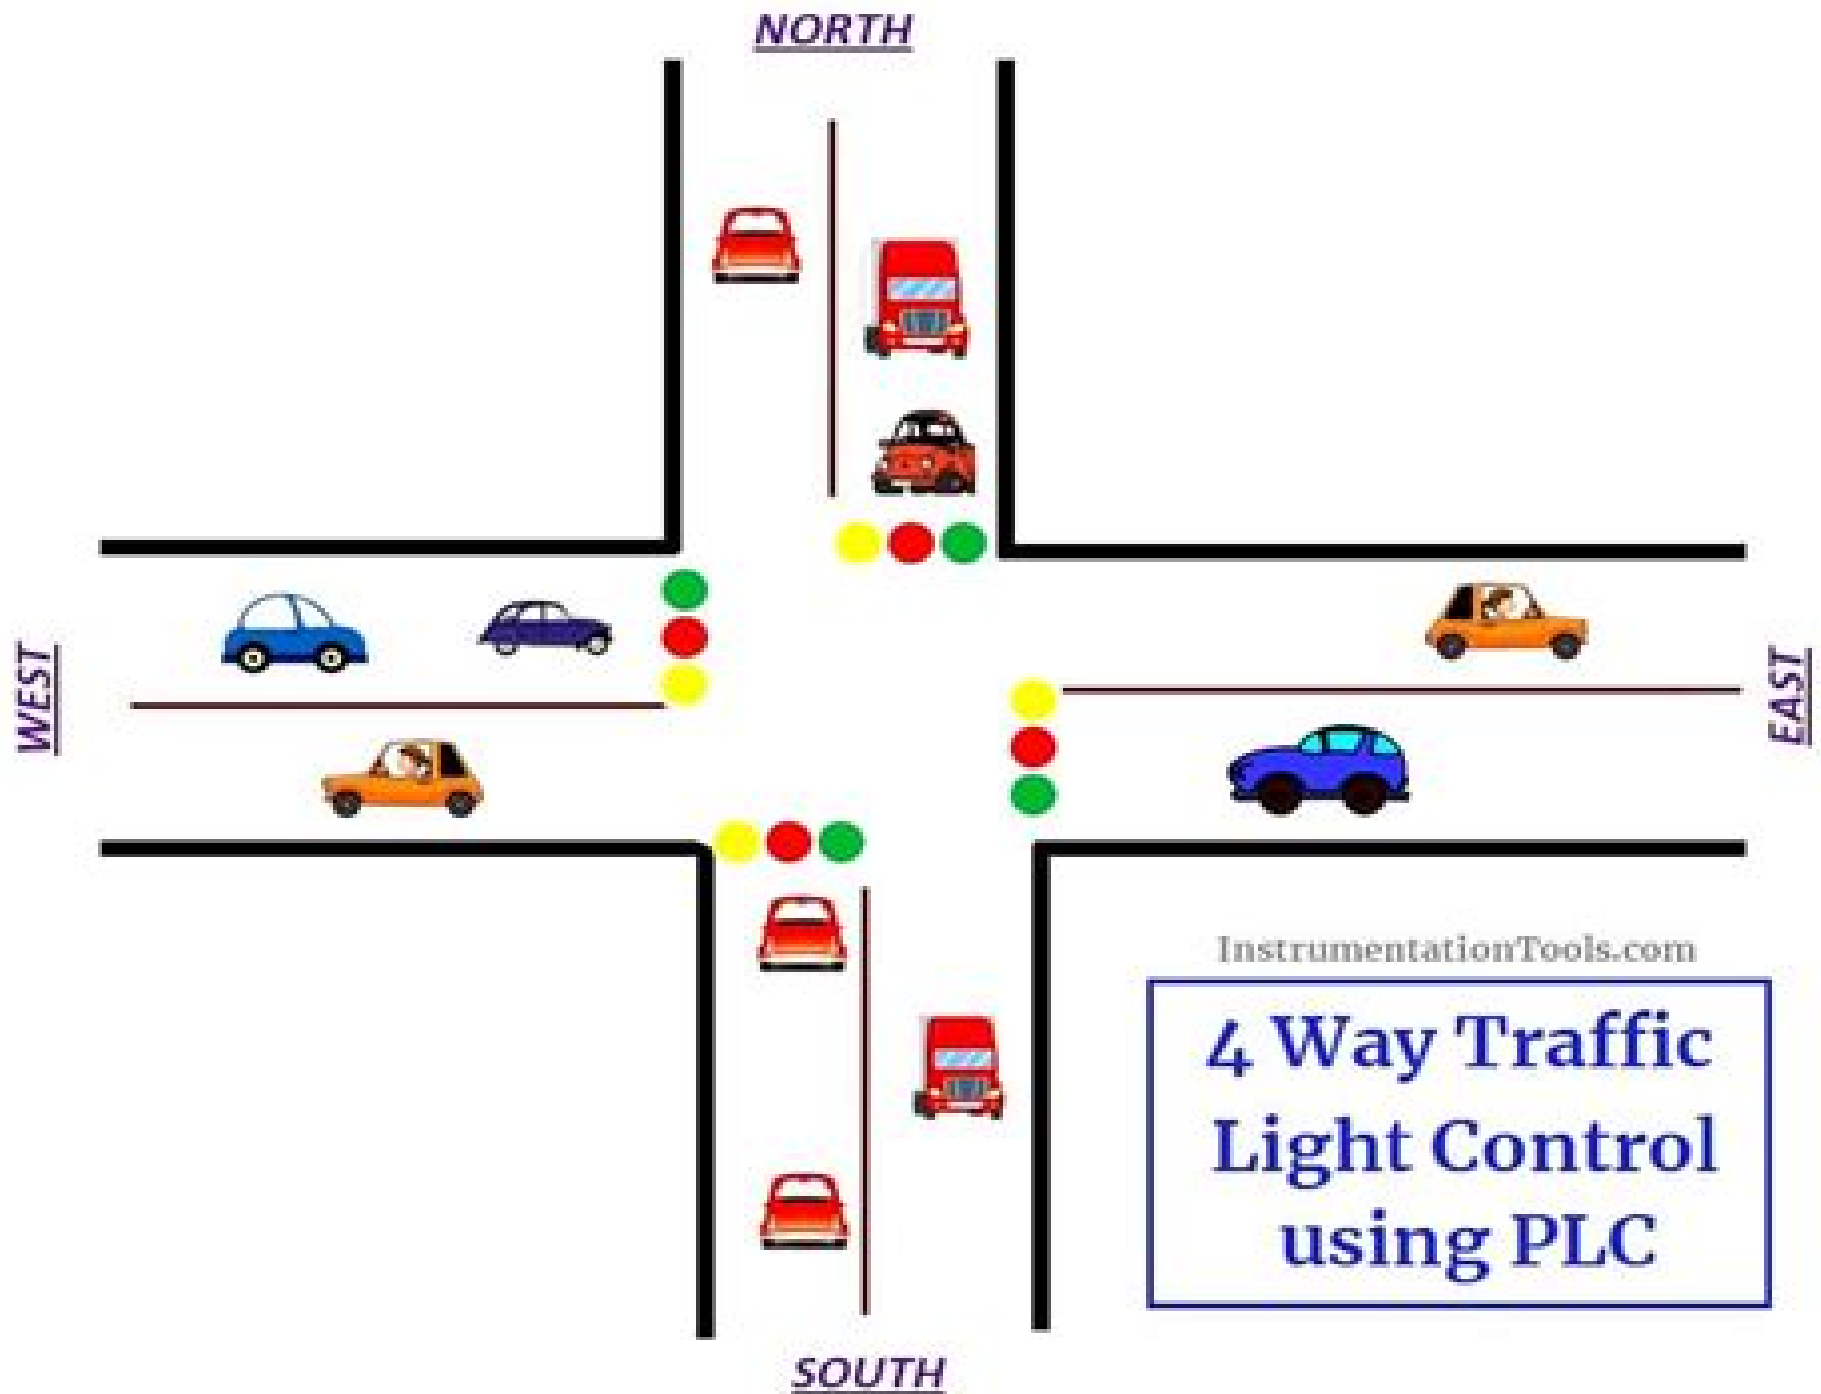 NORTH
WEST
EAST
InstrumentationTools.com
4 Way Traffic
Light Control
using PLC
SOUTH